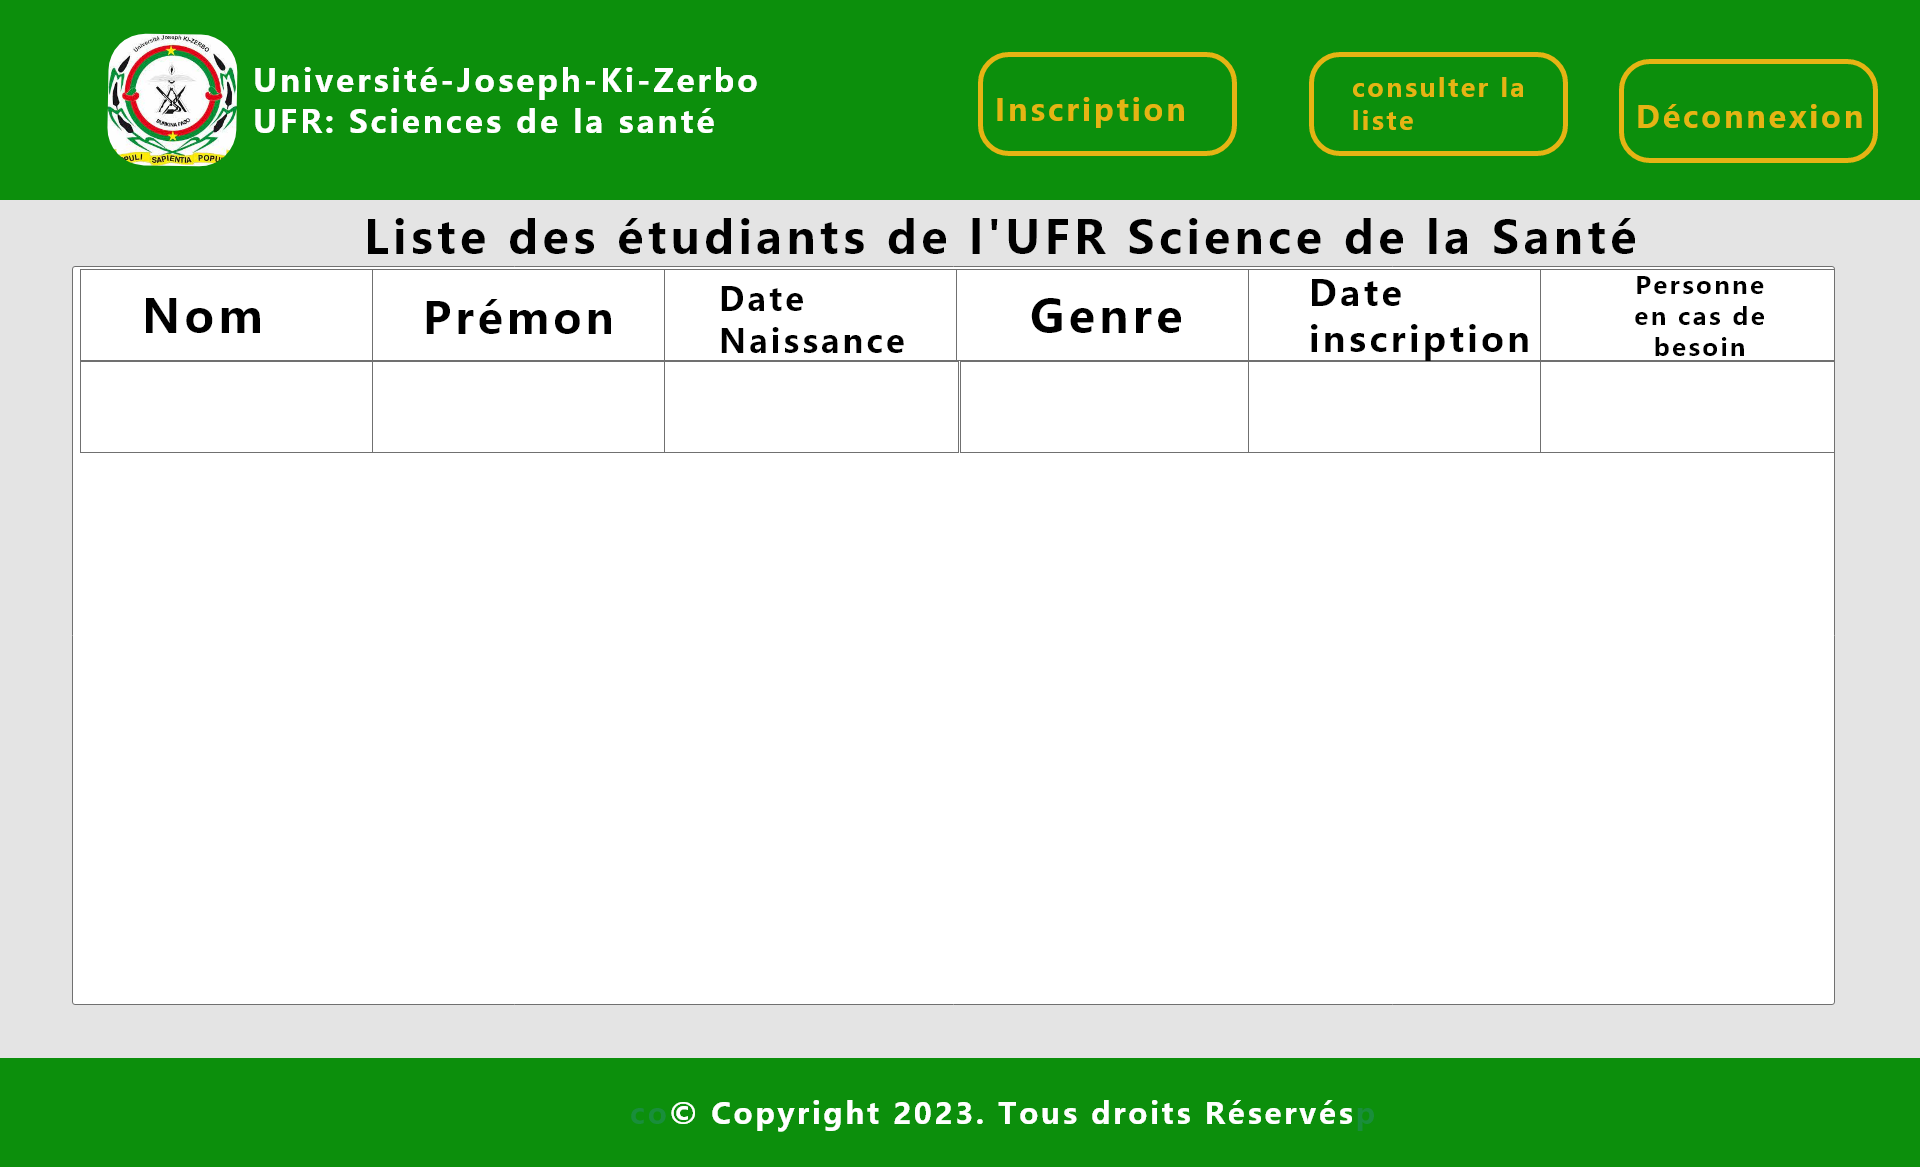 Université Joseph KI-ZERBO
BURKINA FASO
SAPIENTIA
Université-Joseph-Ki-Zerbo
UFR: Sciences de la santé
Inscription
consulter la
liste
Déconnexion
Liste des étudiants de l'UFR Science de la Santé
Nom
Prémon
Date
Naissance
Genre
Date
inscription
Personne
en cas de
besoin
co© Copyright 2023. Tous droits Réservésp